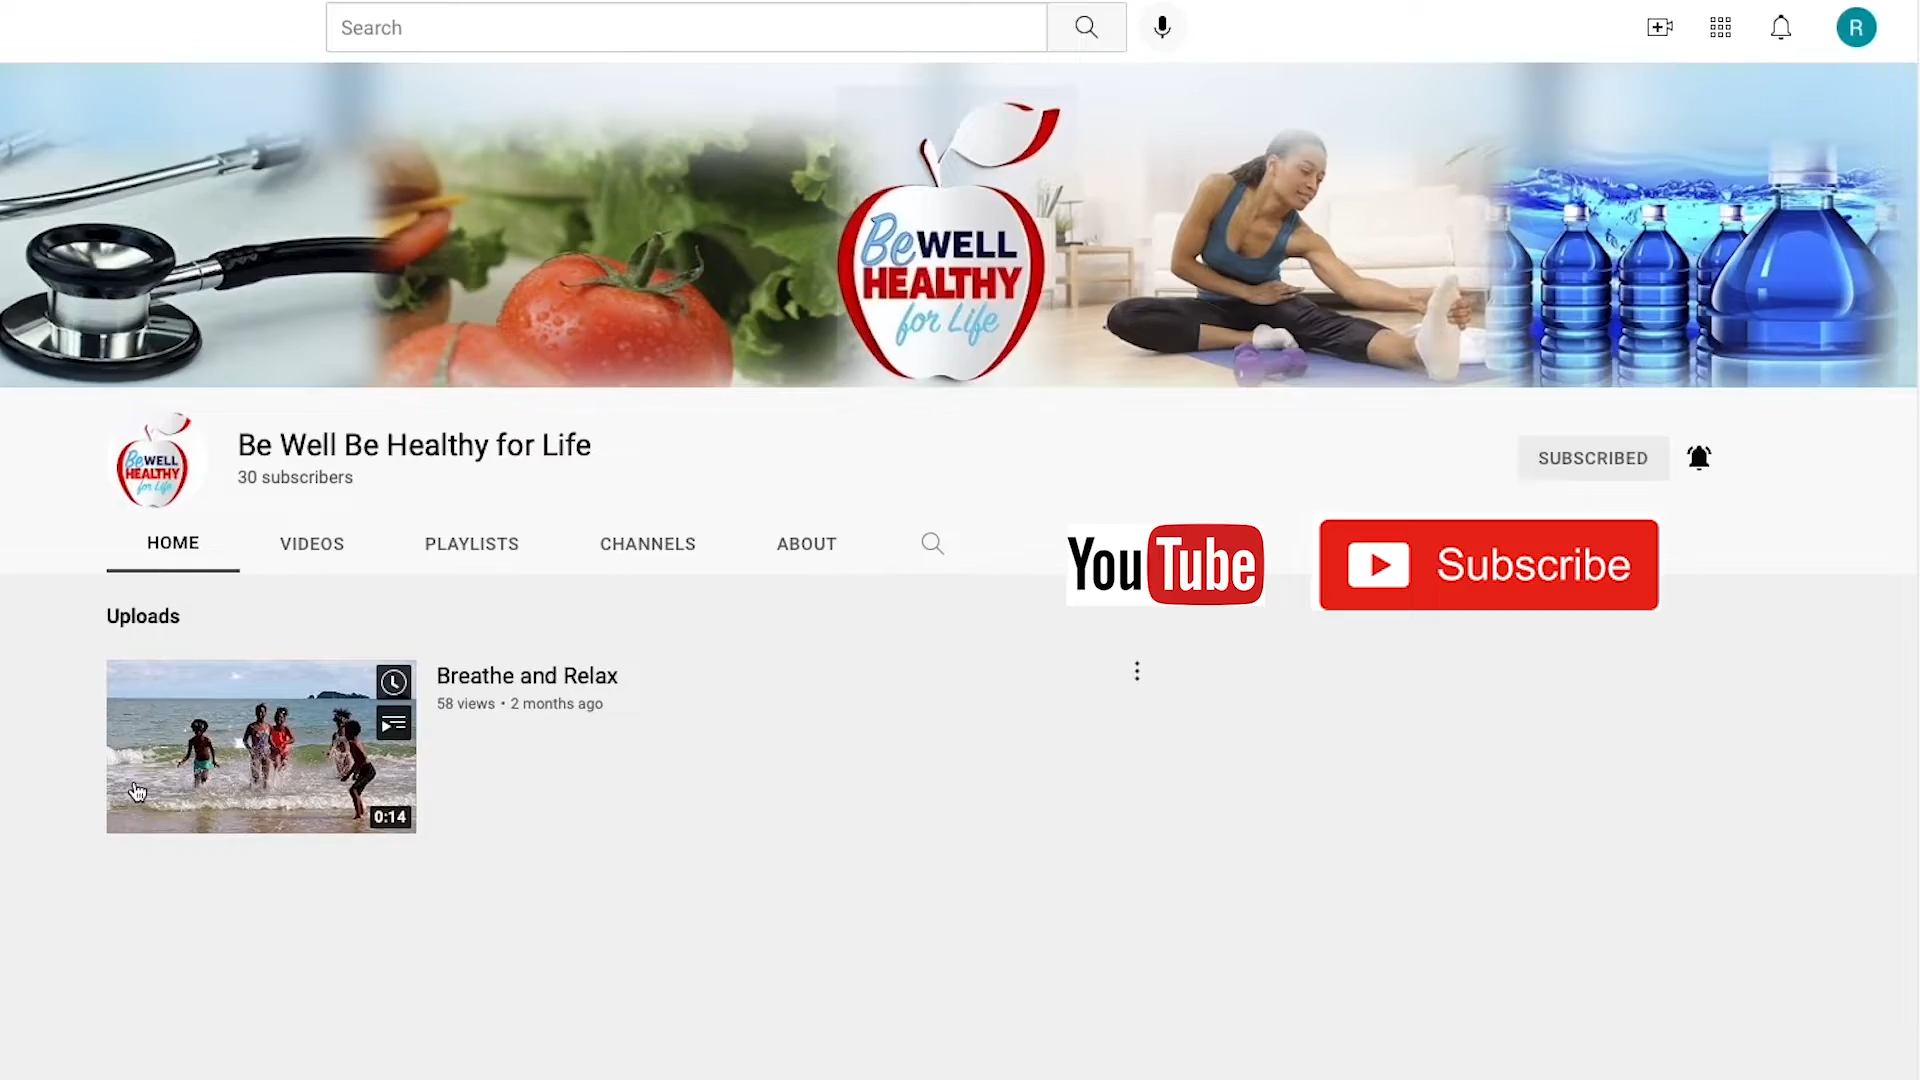 Search
R
Be WELL
HEALTHY
for Life
Be WELL
HEALTHY
for Life
Be Well Be Healthy for Life
30 subscribers
SUBSCRIBED
HOME
VIDEOS
PLAYLISTS
CHANNELS
ABOUT
YouTube
Subscribe
Uploads
Breathe and Relax
58 views • 2 months ago
0:14